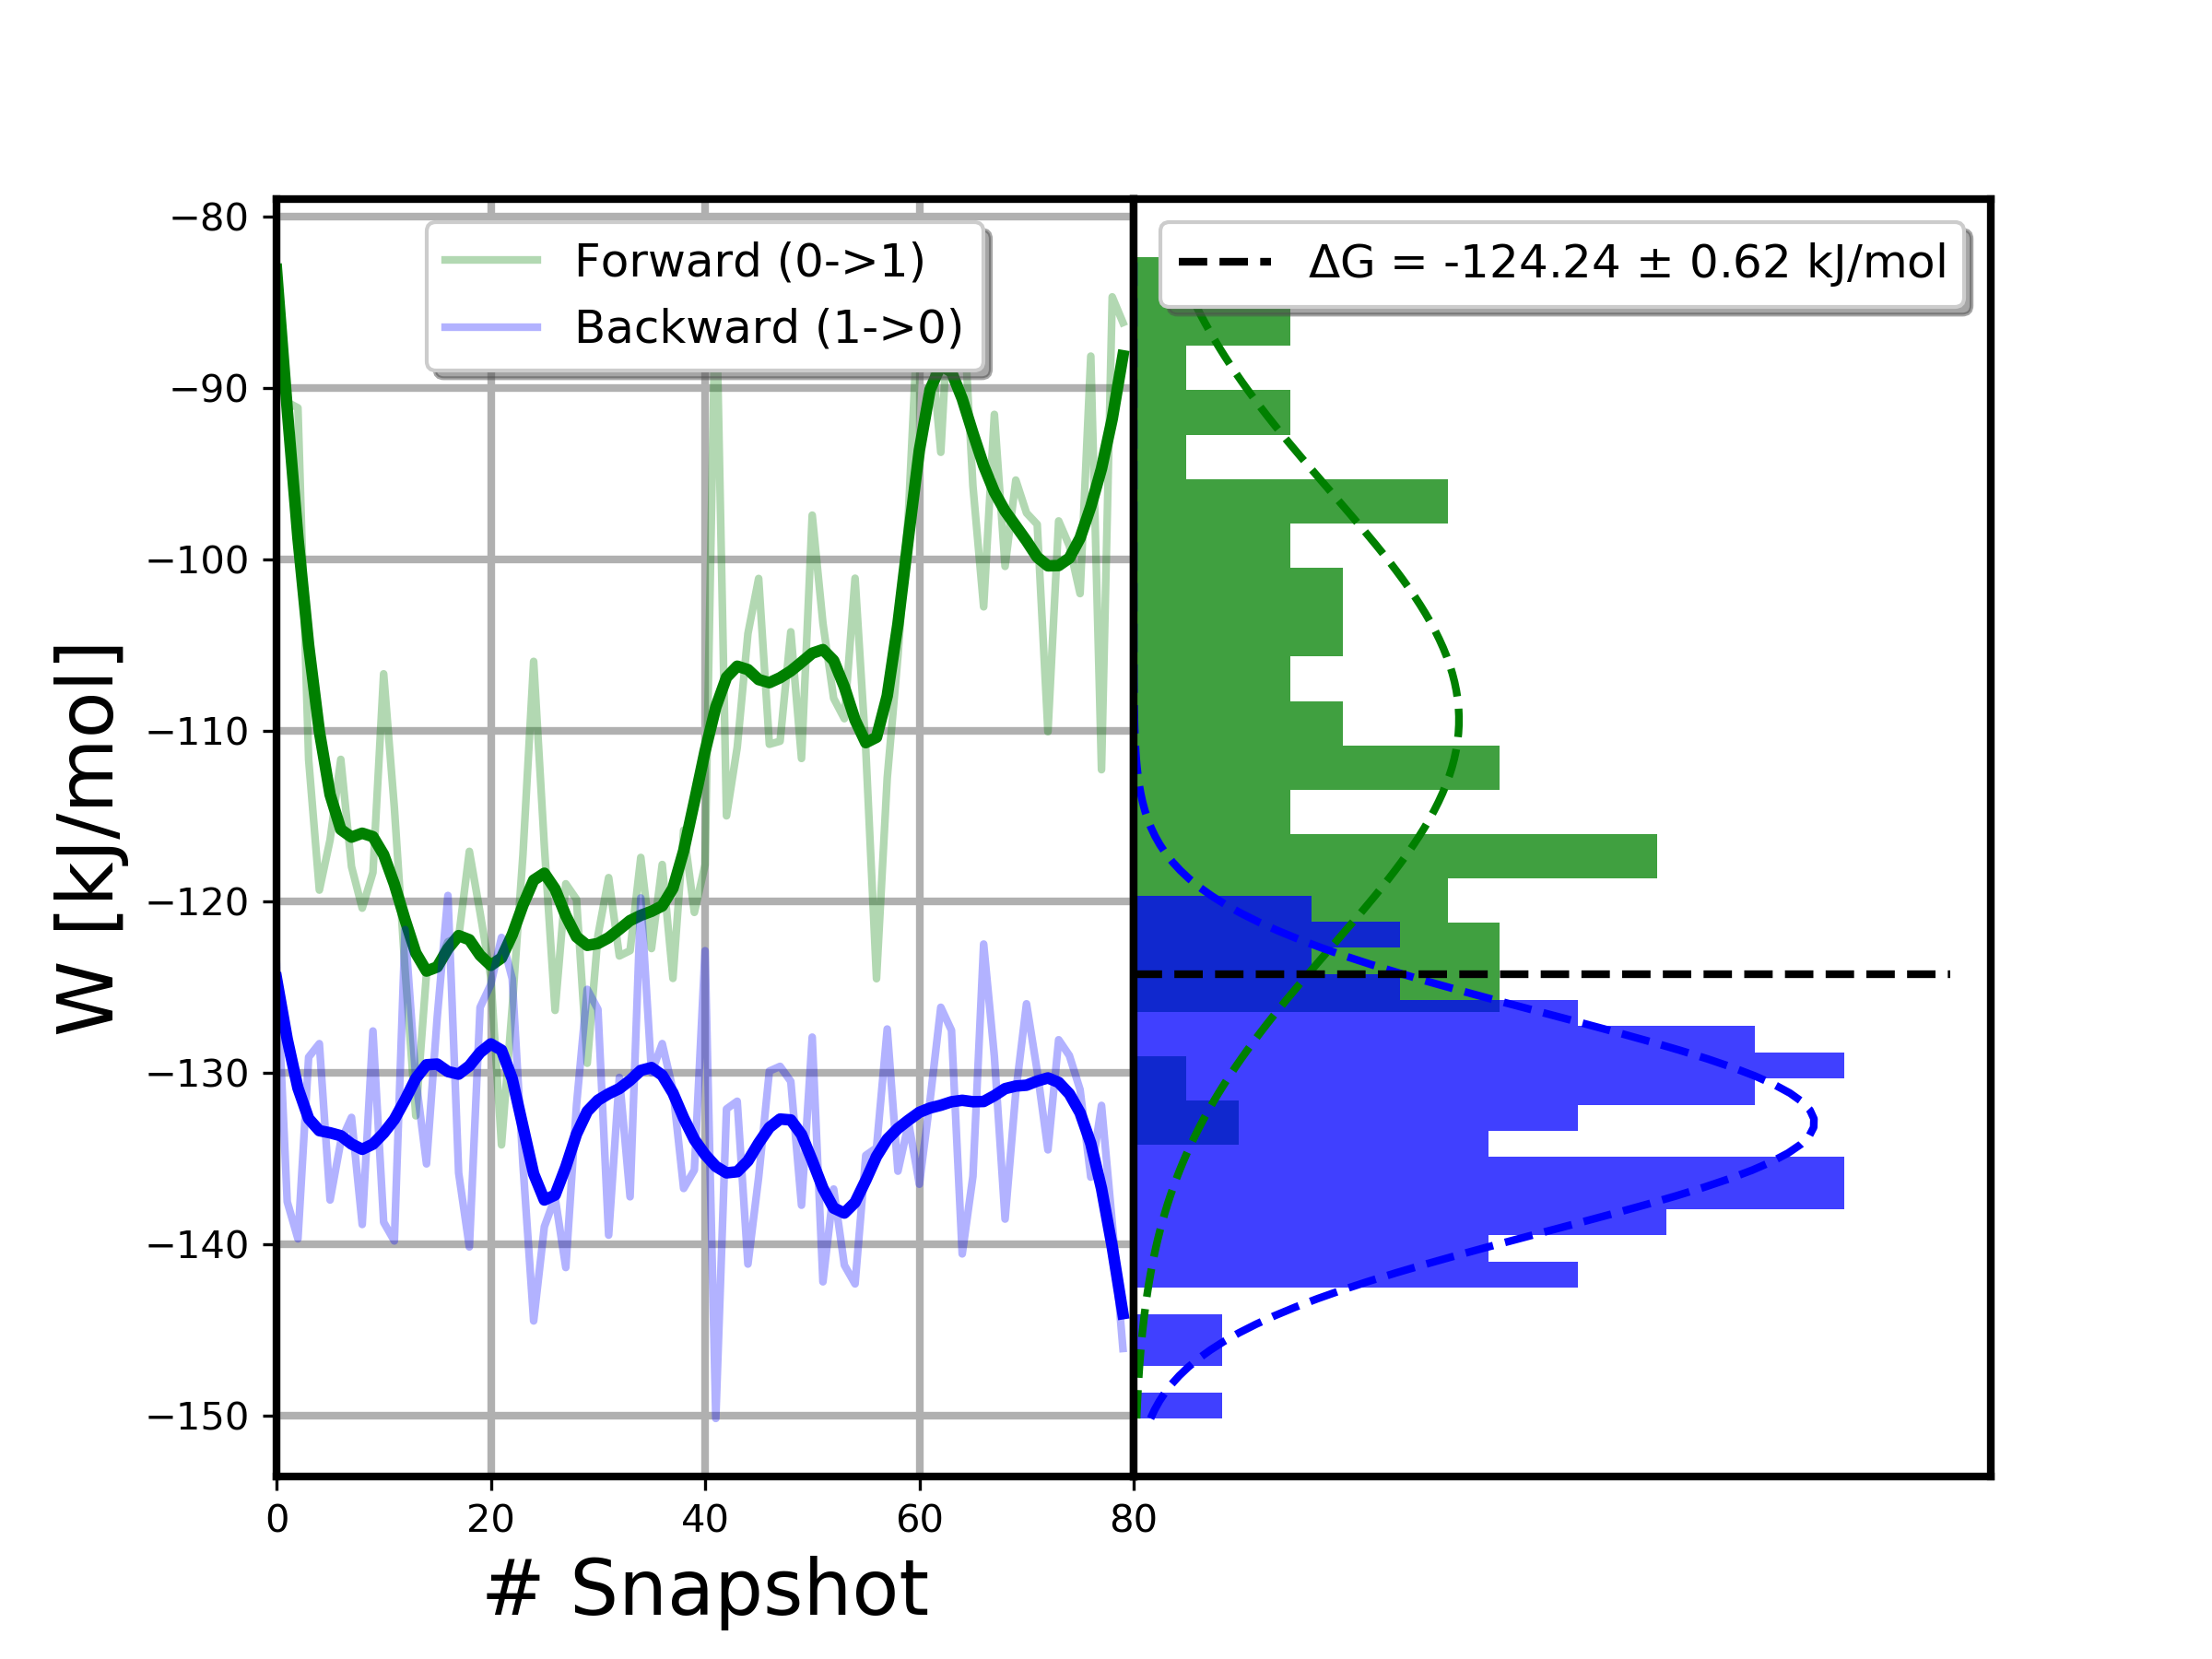 −80
−90
−100
−110
−120
−130
−140
−150
W [kJ/mol]
Forward (0->1)
Backward (1->0)
ΔG = -124.24 ± 0.62 kJ/mol
0 20 40 60 80
# Snapshot